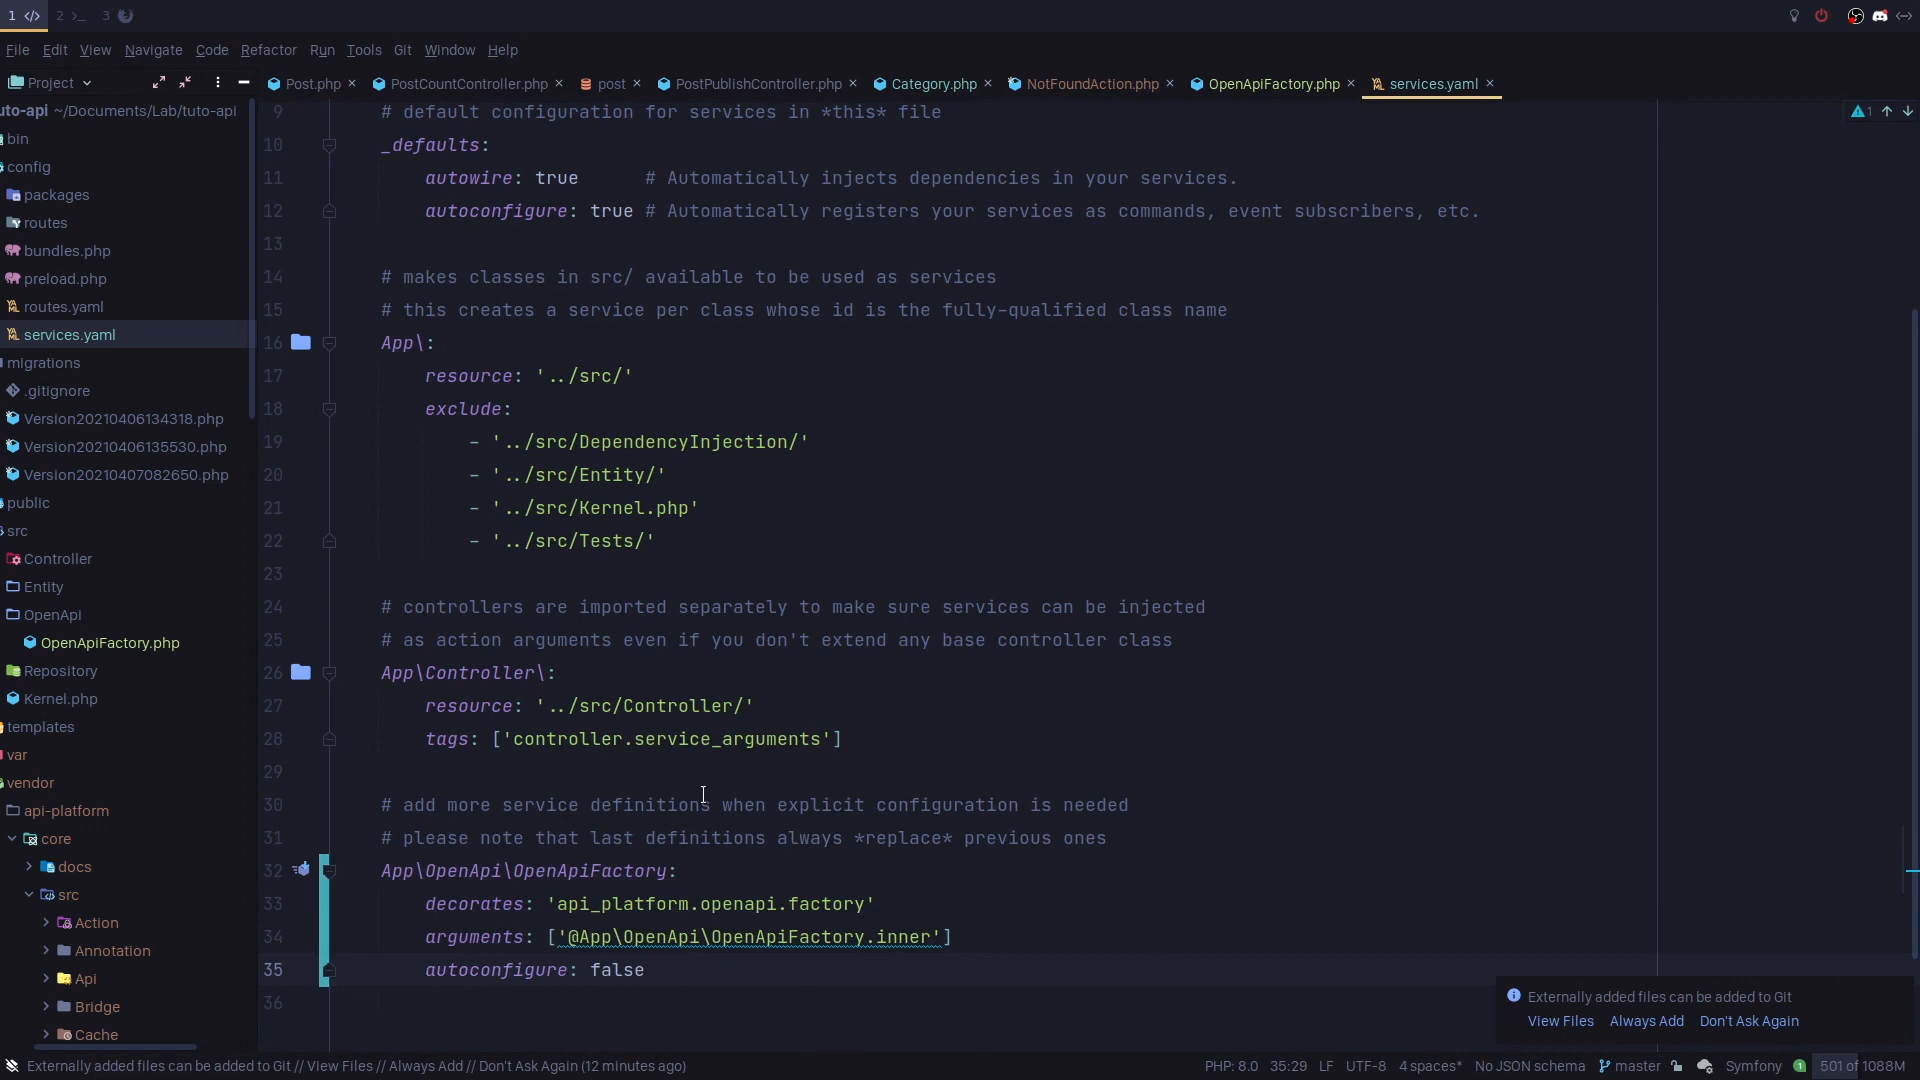 1 </> 2 >_ 3
File Edit View Navigate Code Refactor Run Tools Git Window Help
Project
Post.php × PostCountController.php × post × PostPublishController.php × Category.php × NotFoundAction.php × OpenApiFactory.php × services.yaml ×
uto-api ~/Documents/Lab/tuto-api
bin
config
packages
routes
bundles.php
preload.php
routes.yaml
services.yaml
migrations
.gitignore
Version20210406134318.php
Version20210406135530.php
Version20210407082650.php
public
src
Controller
Entity
OpenApi
OpenApiFactory.php
Repository
Kernel.php
templates
var
vendor
api-platform
core
docs
src
Action
Annotation
Api
Bridge
Cache
1
9 # default configuration for services in *this* file
10 _defaults:
11 autowire: true # Automatically injects dependencies in your services.
12 autoconfigure: true # Automatically registers your services as commands, event subscribers, etc.
13
14 # makes classes in src/ available to be used as services
15 # this creates a service per class whose id is the fully-qualified class name
16 App\:
17 resource: '../src/'
18 exclude:
19 - '../src/DependencyInjection/'
20 - '../src/Entity/'
21 - '../src/Kernel.php'
22 - '../src/Tests/'
23
24 # controllers are imported separately to make sure services can be injected
25 # as action arguments even if you don't extend any base controller class
26 App\Controller\:
27 resource: '../src/Controller/'
28 tags: ['controller.service_arguments']
29
30 # add more service definitions when explicit configuration is needed
31 # please note that last definitions always *replace* previous ones
32 App\OpenApi\OpenApiFactory:
33 decorates: 'api_platform.openapi.factory'
34 arguments: ['@App\OpenApi\OpenApiFactory.inner']
35 autoconfigure: false
36
Externally added files can be added to Git
View Files Always Add Don't Ask Again
Externally added files can be added to Git // View Files // Always Add // Don't Ask Again (12 minutes ago) PHP: 8.0 35:29 LF UTF-8 4 spaces* No JSON schema master Symfony 1 501 of 1088M